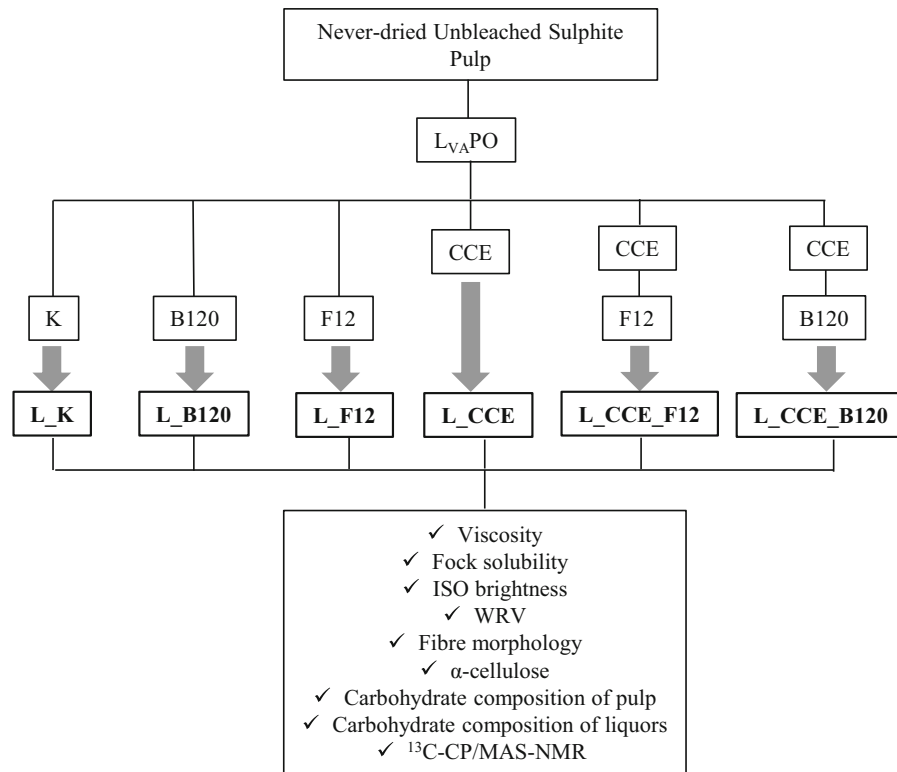 Never-dried Unbleached Sulphite
Pulp
L_VAPO
CCE CCE CCE
K B120 F12 F12 B120
L_K L_B120 L_F12 L_CCE L_CCE_F12 L_CCE_B120
✓ Viscosity
✓ Fock solubility
✓ ISO brightness
✓ WRV
✓ Fibre morphology
✓ α-cellulose
✓ Carbohydrate composition of pulp
✓ Carbohydrate composition of liquors
✓ ¹³C-CP/MAS-NMR